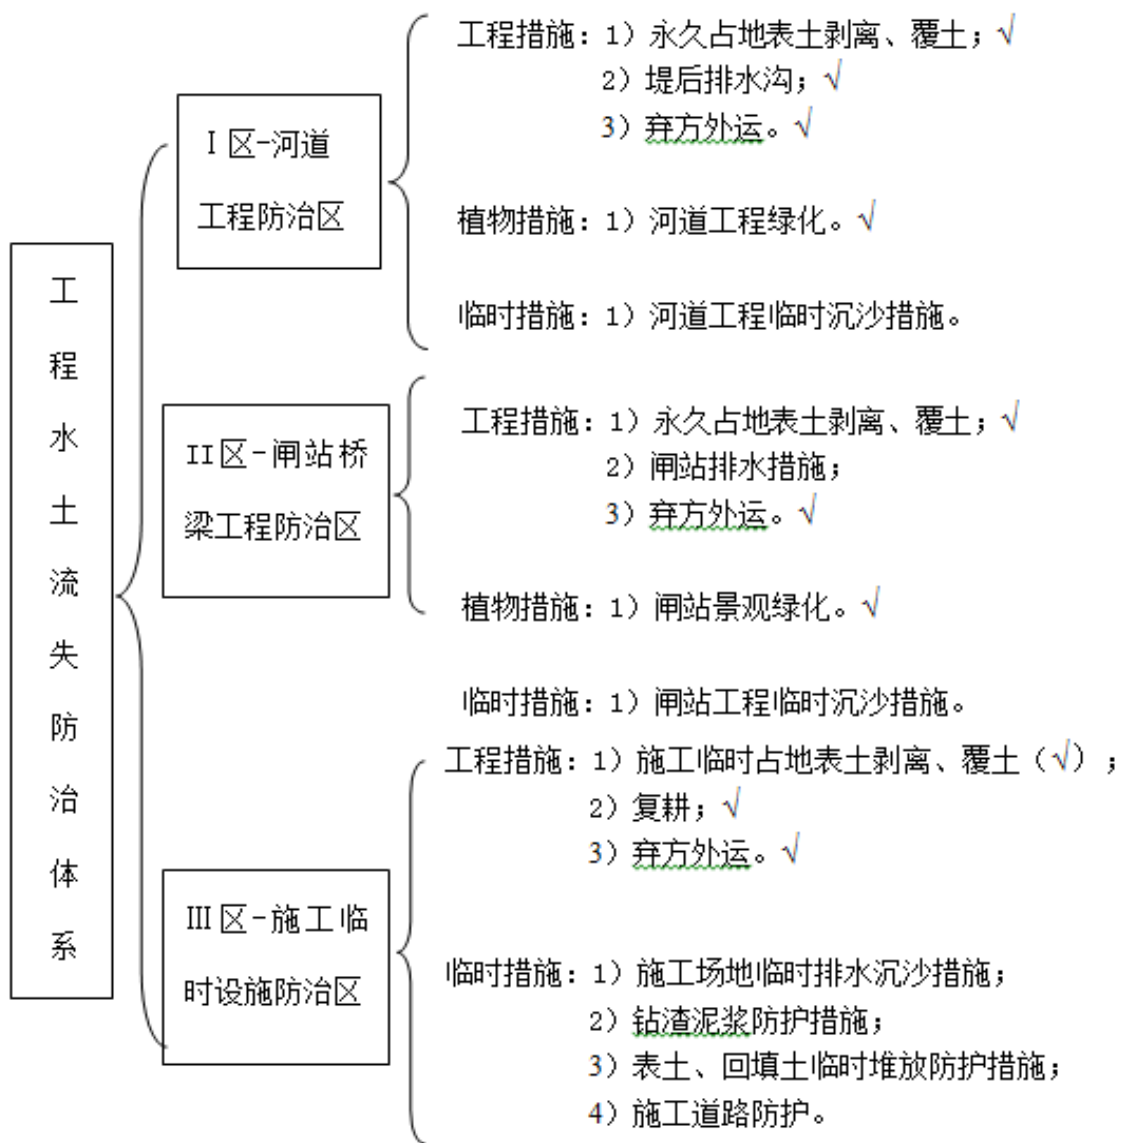 工程水土流失防治体系
I区-河道
工程防治区
工程措施：1）永久占地表土剥离、覆土；√
2）堤后排水沟；√
3）弃方外运。√
植物措施：1）河道工程绿化。√
临时措施：1）河道工程临时沉沙措施。
II区-闸站桥
梁工程防治区
工程措施：1）永久占地表土剥离、覆土；√
2）闸站排水措施；
3）弃方外运。√
植物措施：1）闸站景观绿化。√
临时措施：1）闸站工程临时沉沙措施。
III区-施工临
时设施防治区
工程措施：1）施工临时占地表土剥离、覆土（√）；
2）复耕；√
3）弃方外运。√
临时措施：1）施工场地临时排水沉沙措施；
2）钻渣泥浆防护措施；
3）表土、回填土临时堆放防护措施；
4）施工道路防护。